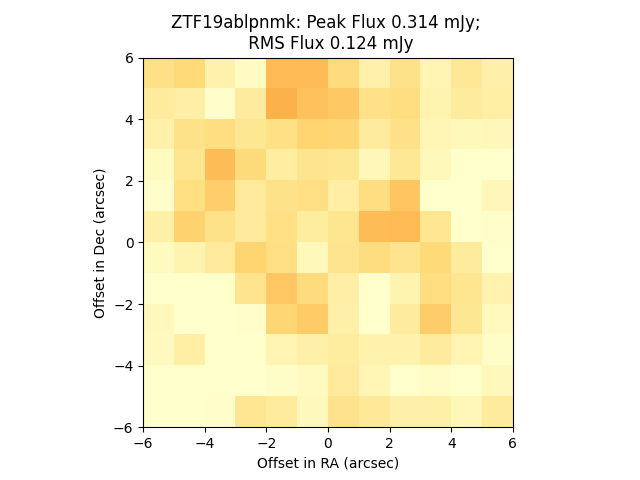 ZTF19ablpnmk: Peak Flux 0.314 mJy;
RMS Flux 0.124 mJy
6
4
2
0
−2
−4
−6
Offset in Dec (arcsec)
−6 −4 −2 0 2 4 6
Offset in RA (arcsec)